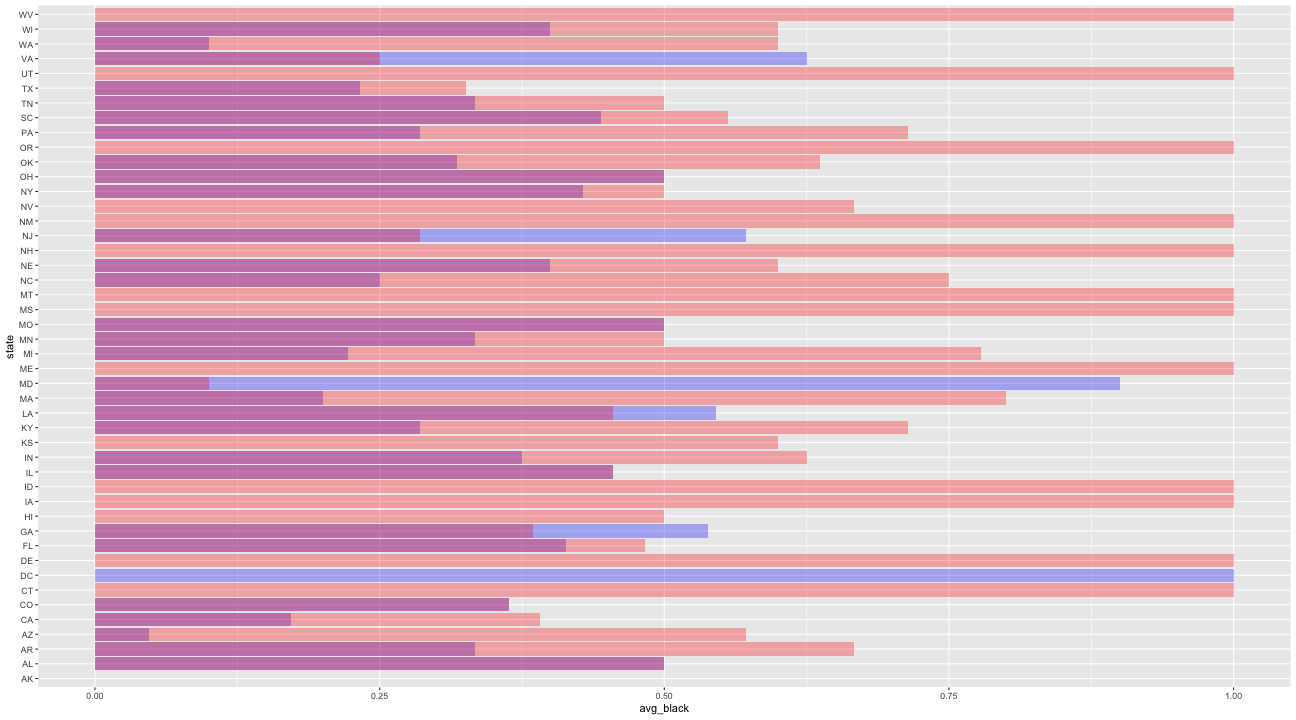 WV
WI
WA
VA
UT
TX
TN
SC
PA
OR
OK
OH
NY
NV
NM
NJ
NH
NE
NC
MT
MS
MO
MN
MI
ME
MD
MA
LA
KY
KS
IN
IL
ID
IA
HI
GA
FL
DE
DC
CT
CO
CA
AZ
AR
AL
AK
state
0.00 0.25 0.50 0.75 1.00
avg_black